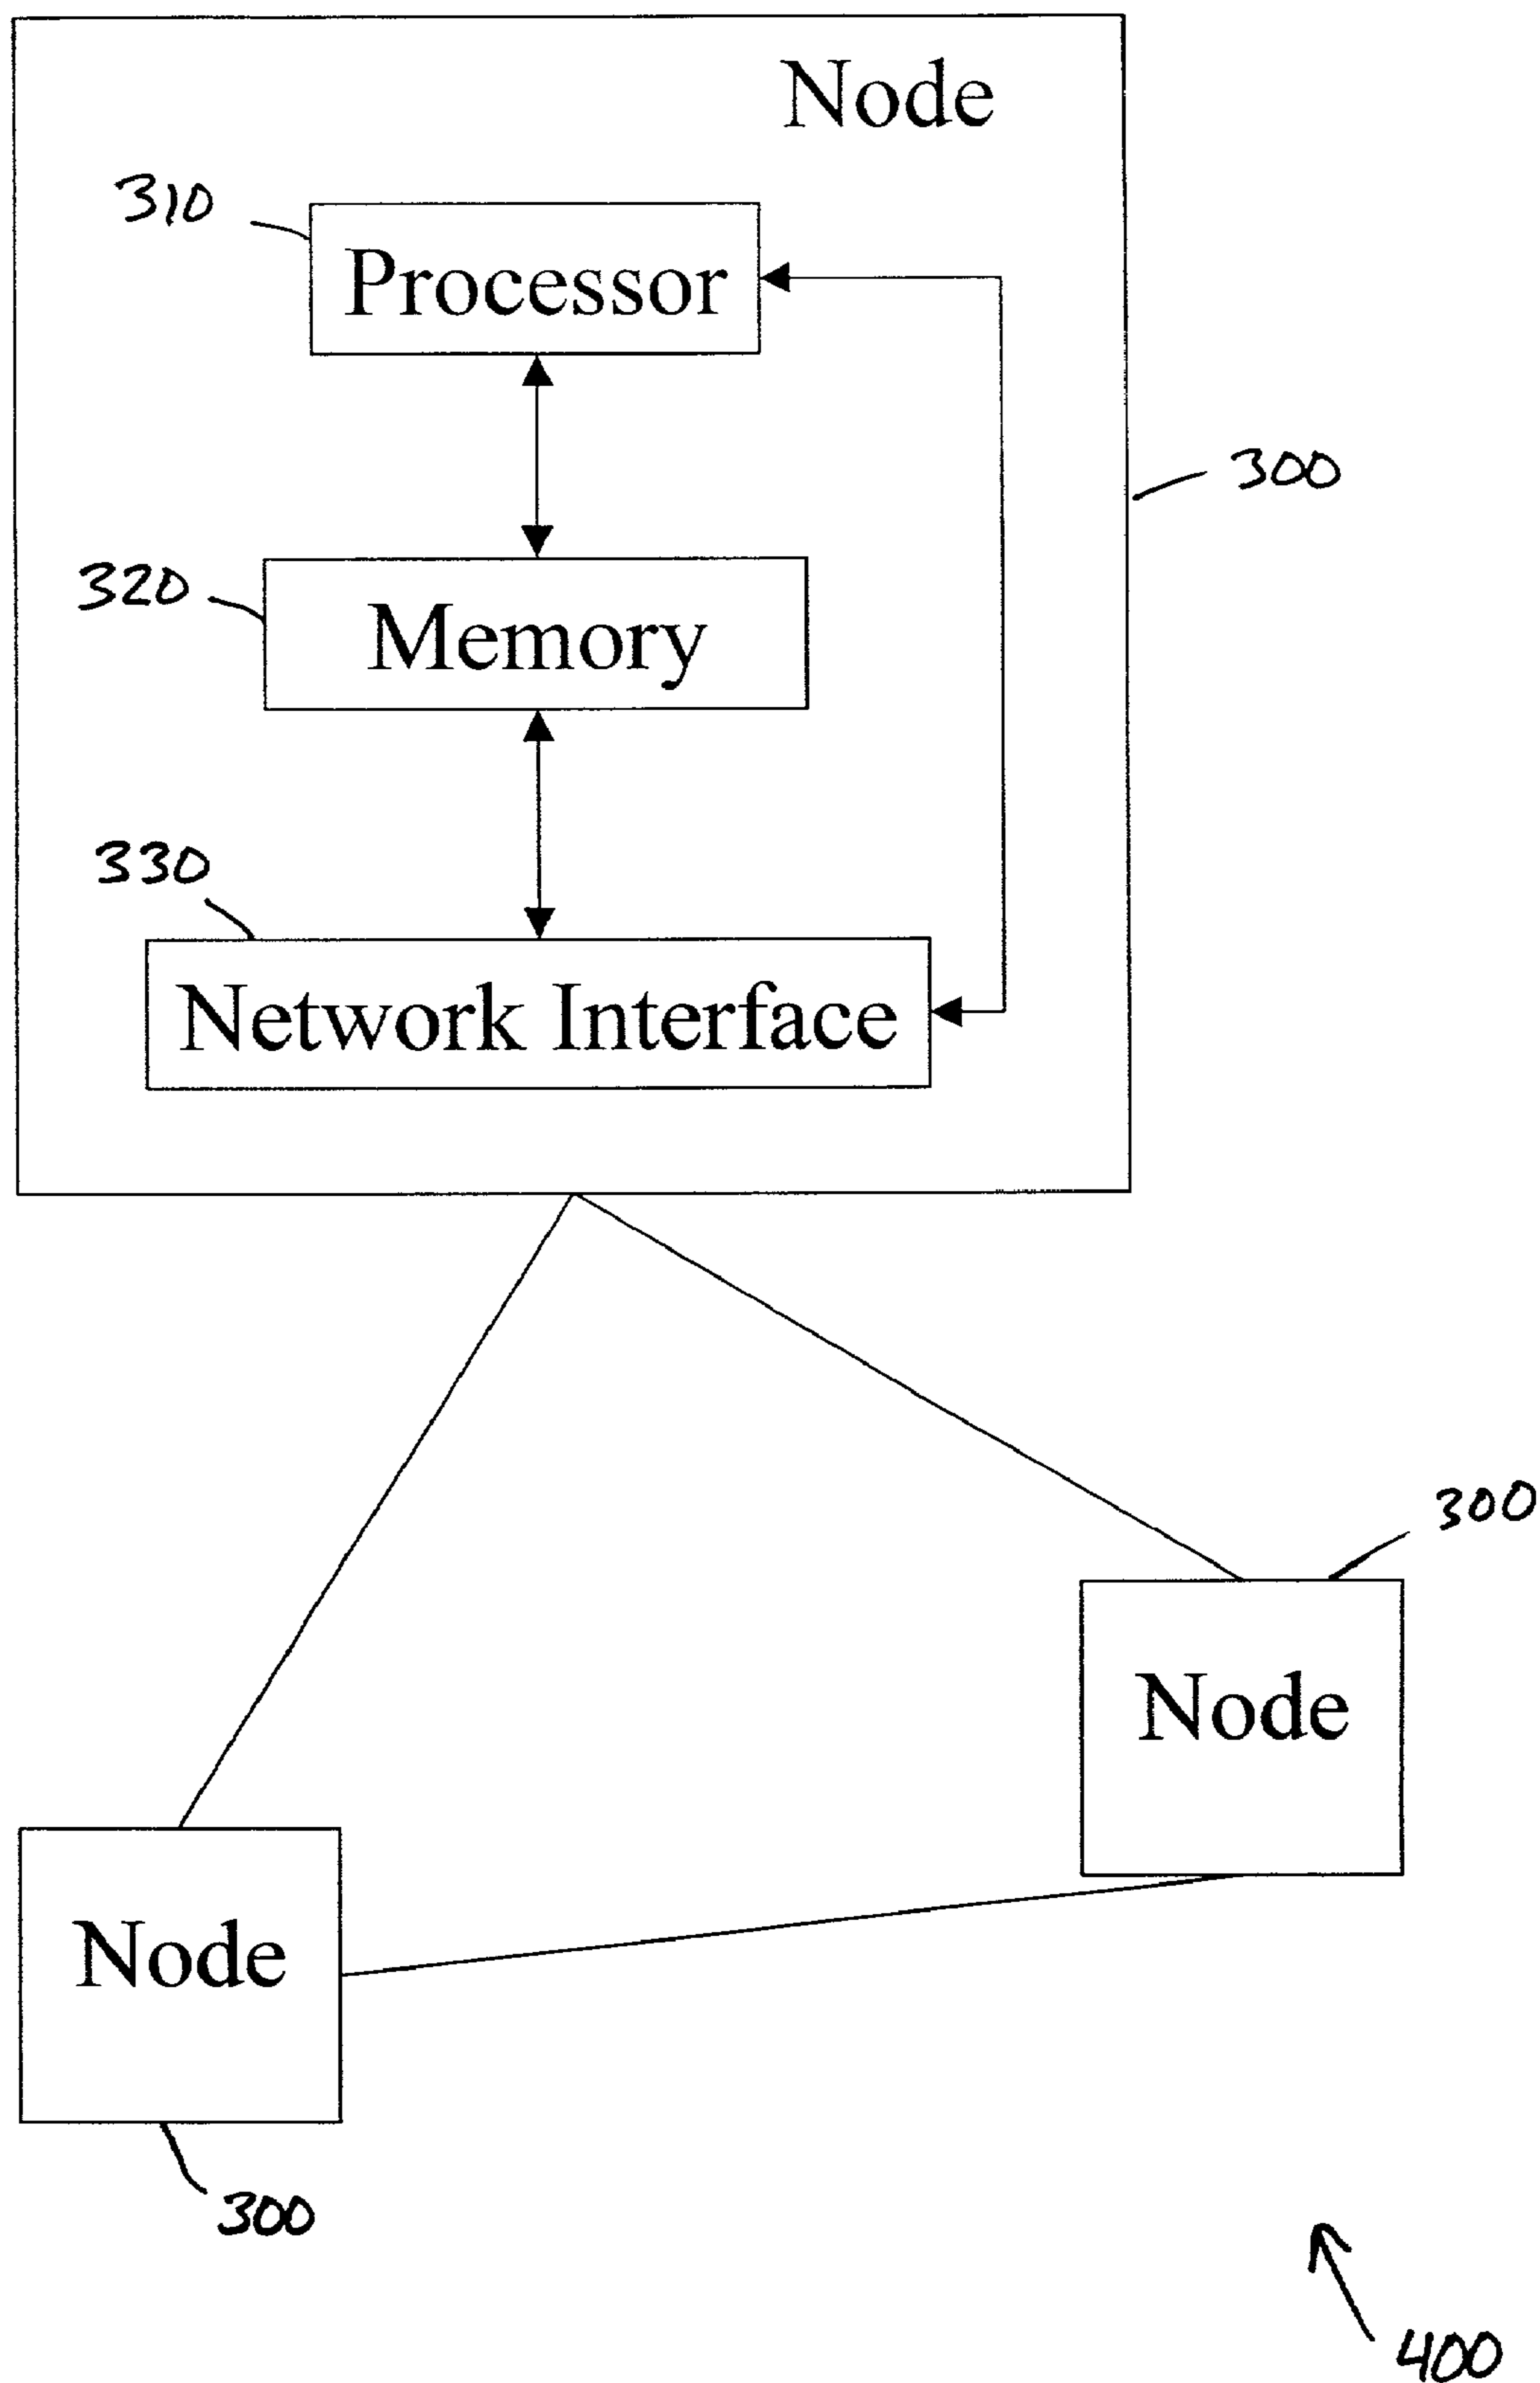 Node
310
Processor
300
320
Memory
330
Network Interface
300
Node
Node
300
400